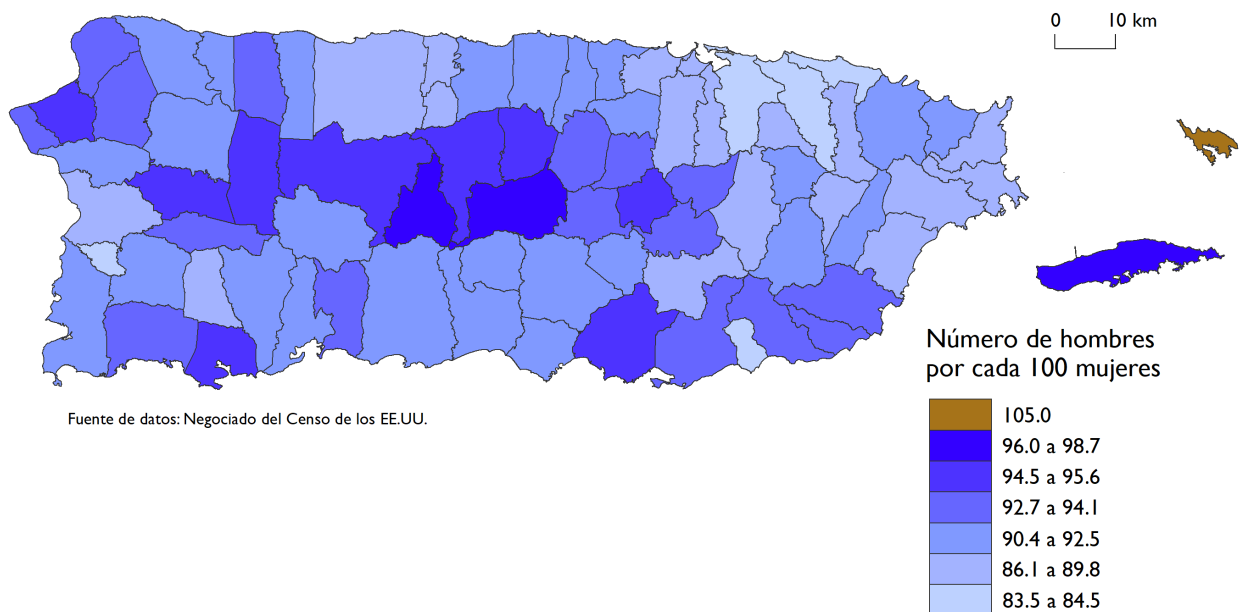 0 10 km
Número de hombres
por cada 100 mujeres
105.0
96.0 a 98.7
94.5 a 95.6
92.7 a 94.1
90.4 a 92.5
86.1 a 89.8
83.5 a 84.5
Fuente de datos: Negociado del Censo de los EE.UU.